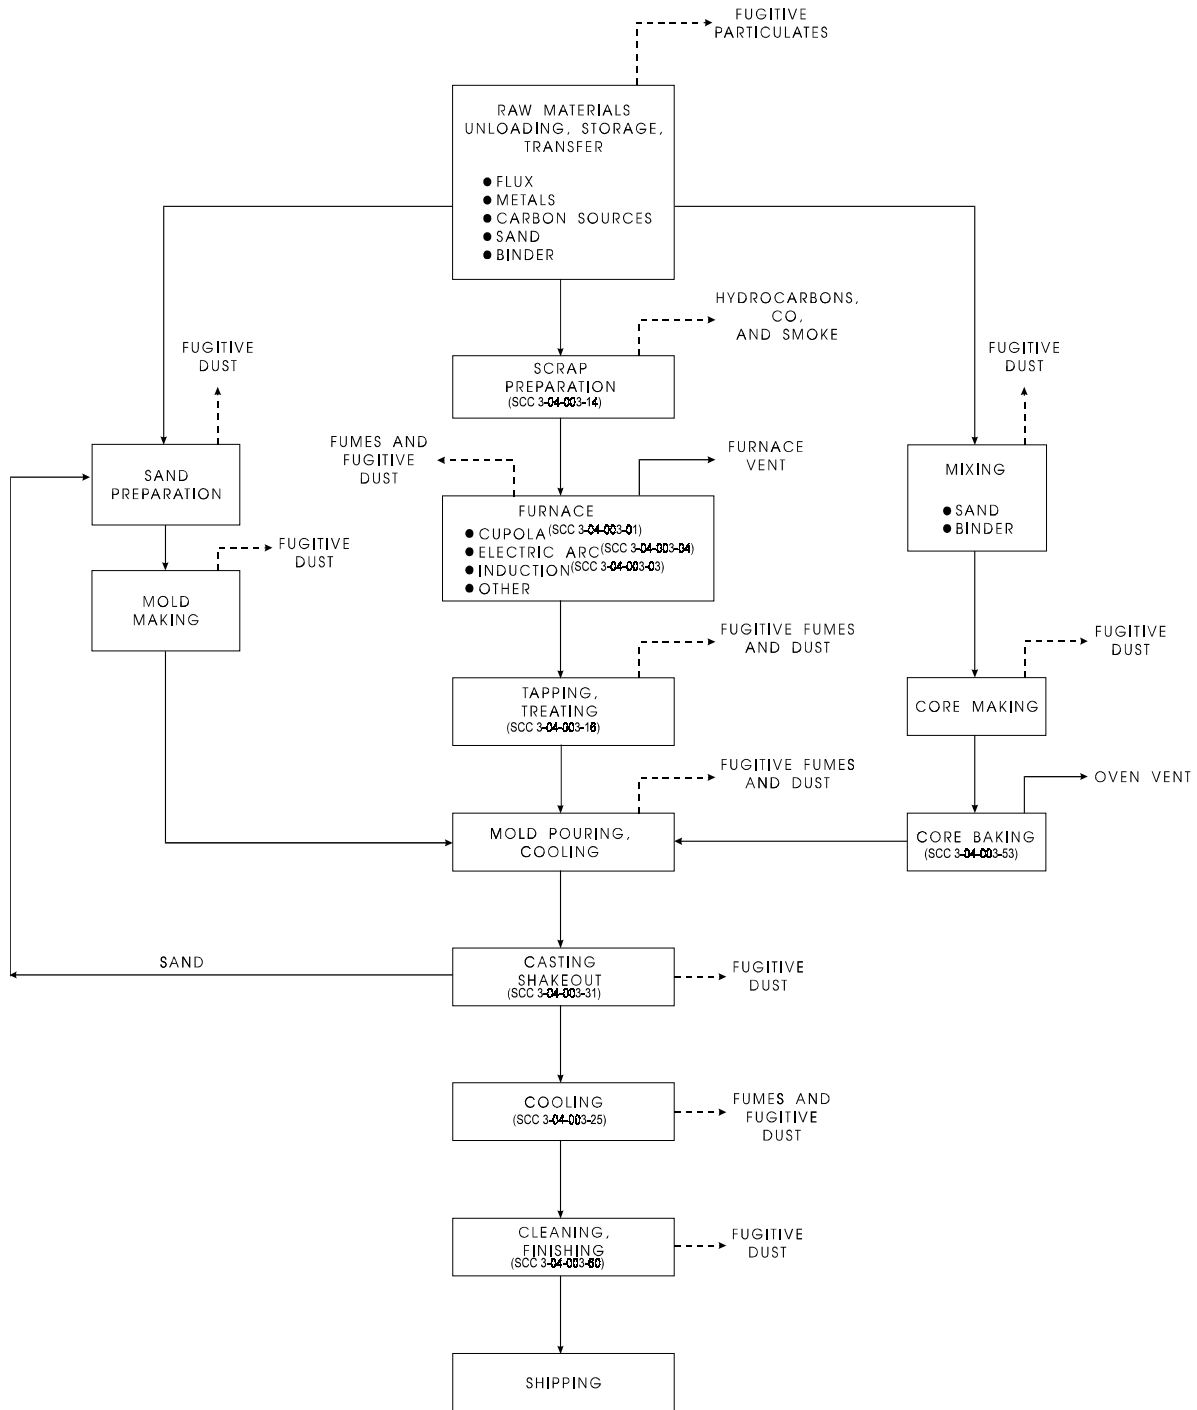 FUGITIVE
PARTICULATES
RAW MATERIALS
UNLOADING, STORAGE,
TRANSFER
● FLUX
● METALS
● CARBON SOURCES
● SAND
● BINDER
HYDROCARBONS,
CO,
AND SMOKE
FUGITIVE
DUST
SCRAP
PREPARATION
(SCC 3-04-003-14)
FUGITIVE
DUST
FUMES AND
FUGITIVE
DUST
FURNACE
VENT
SAND
PREPARATION
FURNACE
● CUPOLA(SCC 3-04-003-01)
● ELECTRIC ARC(SCC 3-04-003-04)
● INDUCTION(SCC 3-04-003-03)
● OTHER
MIXING
● SAND
● BINDER
FUGITIVE
DUST
MOLD
MAKING
FUGITIVE FUMES
AND DUST
FUGITIVE
DUST
TAPPING,
TREATING
(SCC 3-04-003-16)
CORE MAKING
FUGITIVE FUMES
AND DUST
OVEN VENT
MOLD POURING,
COOLING
CORE BAKING
(SCC 3-04-003-53)
SAND
CASTING
SHAKEOUT
(SCC 3-04-003-31)
FUGITIVE
DUST
COOLING
(SCC 3-04-003-25)
FUMES AND
FUGITIVE
DUST
CLEANING,
FINISHING
(SCC 3-04-003-60)
FUGITIVE
DUST
SHIPPING